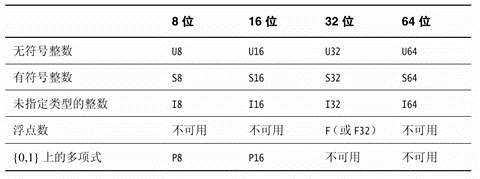 8 位 16 位 32 位 64 位
无符号整数 U8 U16 U32 U64
有符号整数 S8 S16 S32 S64
未指定类型的整数 I8 I16 I32 I64
浮点数 不可用 不可用 F（或 F32） 不可用
{0,1} 上的多项式 P8 P16 不可用 不可用